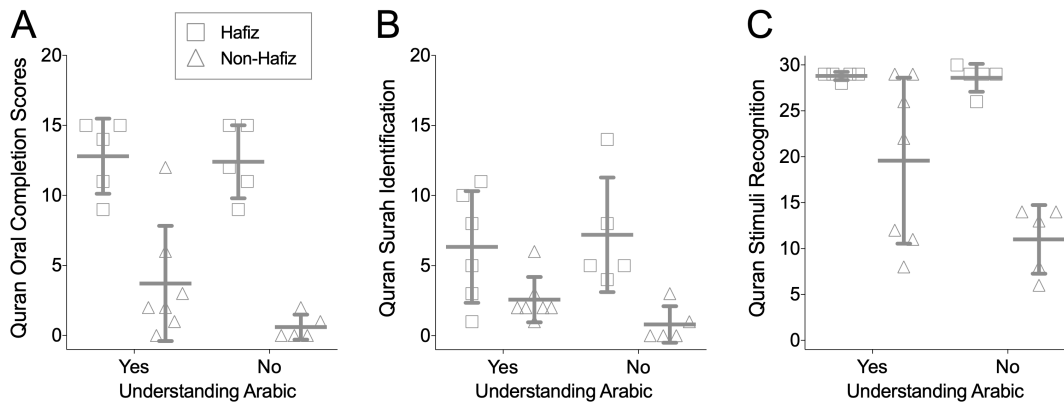 A
Hafiz
Non-Hafiz
Quran Oral Completion Scores
20
15
10
5
0
Yes
No
Understanding Arabic
B
Quran Surah Identification
20
15
10
5
0
Yes
No
Understanding Arabic
C
Quran Stimuli Recognition
30
25
20
15
10
5
0
Yes
No
Understanding Arabic